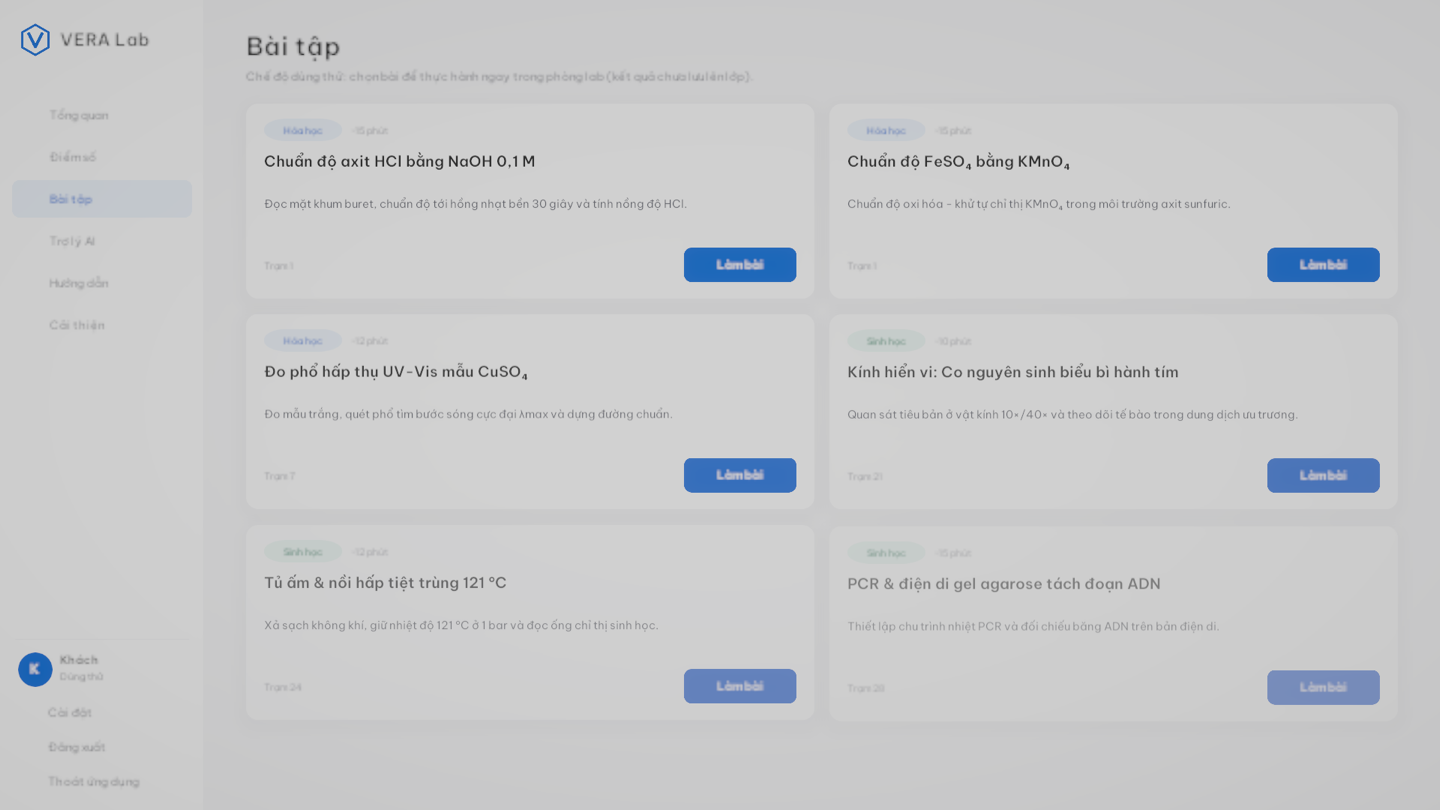 VERA Lab
Tổng quan
Điểm số
Bài tập
Trợ lý AI
Hướng dẫn
Cải thiện
Khách
Dùng thử
Cài đặt
Đăng xuất
Thoát ứng dụng
Bài tập
Chế độ dùng thử: chọn bài để thực hành ngay trong phòng lab (kết quả chưa lưu lên lớp).
Hóa học ~15 phút
Chuẩn độ axit HCl bằng NaOH 0,1 M
Đọc mặt khum buret, chuẩn độ tới hồng nhạt bền 30 giây và tính nồng độ HCl.
Trạm 1
Làm bài
Hóa học ~15 phút
Chuẩn độ FeSO₄ bằng KMnO₄
Chuẩn độ oxi hóa – khử tự chỉ thị KMnO₄ trong môi trường axit sunfuric.
Trạm 1
Làm bài
Hóa học ~12 phút
Đo phổ hấp thụ UV-Vis mẫu CuSO₄
Đo mẫu trắng, quét phổ tìm bước sóng cực đại λmax và dựng đường chuẩn.
Trạm 7
Làm bài
Sinh học ~10 phút
Kính hiển vi: Co nguyên sinh biểu bì hành tím
Quan sát tiêu bản ở vật kính 10×/40× và theo dõi tế bào trong dung dịch ưu trương.
Trạm 21
Làm bài
Sinh học ~12 phút
Tủ ấm & nồi hấp tiệt trùng 121 °C
Xả sạch không khí, giữ nhiệt độ 121 °C ở 1 bar và đọc ống chỉ thị sinh học.
Trạm 24
Làm bài
Sinh học ~15 phút
PCR & điện di gel agarose tách đoạn ADN
Thiết lập chu trình nhiệt PCR và đối chiếu băng ADN trên bản điện di.
Trạm
Làm bài